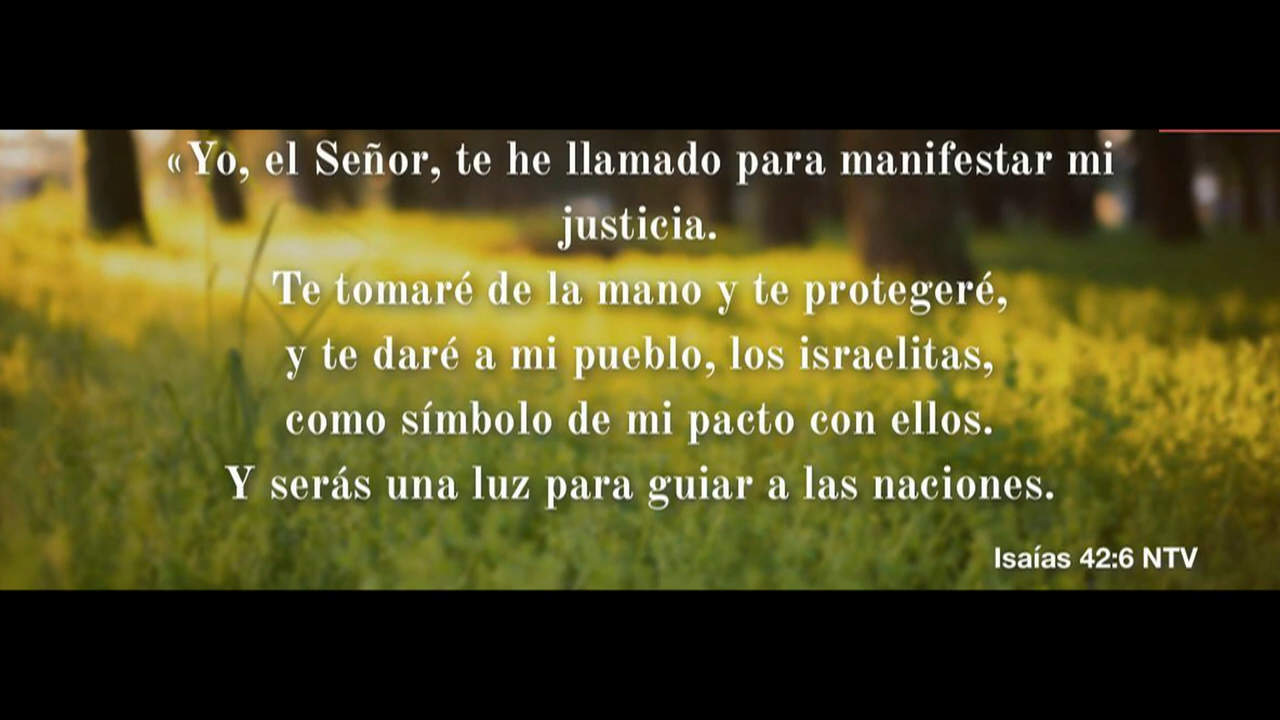 «Yo, el Señor, te he llamado para manifestar mi
justicia.
Te tomaré de la mano y te protegeré,
y te daré a mi pueblo, los israelitas,
como símbolo de mi pacto con ellos.
Y serás una luz para guiar a las naciones.
Isaías 42:6 NTV